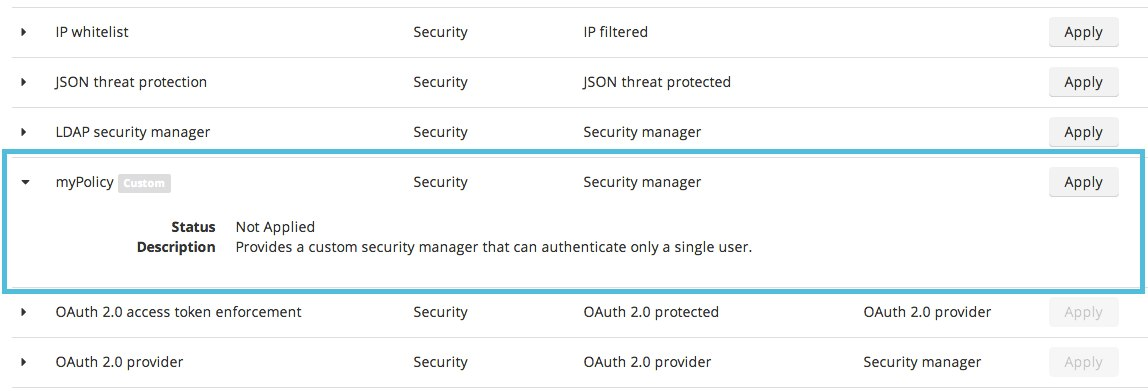 IP whitelist Security IP filtered Apply
JSON threat protection Security JSON threat protected Apply
LDAP security manager Security Security manager Apply
myPolicy Custom Security Security manager Apply
Status Not Applied
Description Provides a custom security manager that can authenticate only a single user.
OAuth 2.0 access token enforcement Security OAuth 2.0 protected OAuth 2.0 provider Apply
OAuth 2.0 provider Security OAuth 2.0 provider Security manager Apply